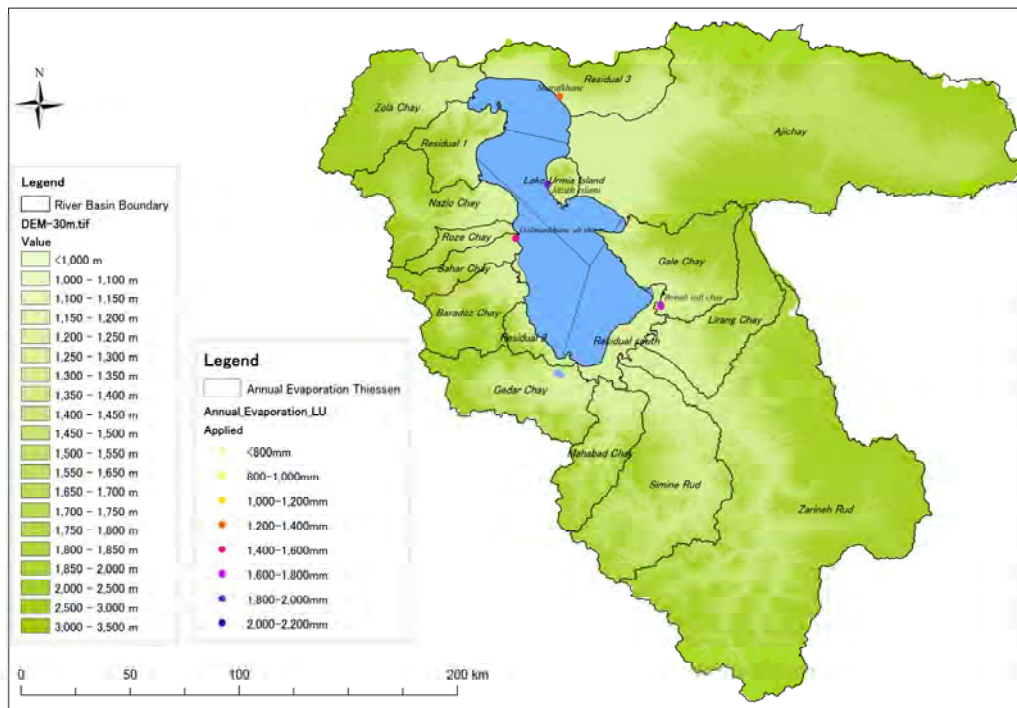 N
Zola Chay
Residual 3
Sharafkhane
Ajichay
Residual 1
Lake Urmia Island
Nazlo Chay
Roze Chay
Sahar Chay
Gale Chay
Baradoz Chay
Lirang Chay
Residual 2
Residual south
Gedar Chay
Mahabad Chay
Simine Rud
Zarineh Rud
Legend
River Basin Boundary
DEM-30m.tif
Value
<1,000 m
1,000 - 1,100 m
1,100 - 1,150 m
1,150 - 1,200 m
1,200 - 1,250 m
1,250 - 1,300 m
1,300 - 1,350 m
1,350 - 1,400 m
1,400 - 1,450 m
1,450 - 1,500 m
1,500 - 1,550 m
1,550 - 1,650 m
1,650 - 1,700 m
1,700 - 1,750 m
1,750 - 1,800 m
1,800 - 1,850 m
1,850 - 2,000 m
2,000 - 2,500 m
2,500 - 3,000 m
3,000 - 3,500 m
Legend
Annual Evaporation Thiessen
Annual_Evaporation_LU
Applied
<800mm
800-1,000mm
1,000-1,200mm
1,200-1,400mm
1,400-1,600mm
1,600-1,800mm
1,800-2,000mm
2,000-2,200mm
0 50 100 200 km